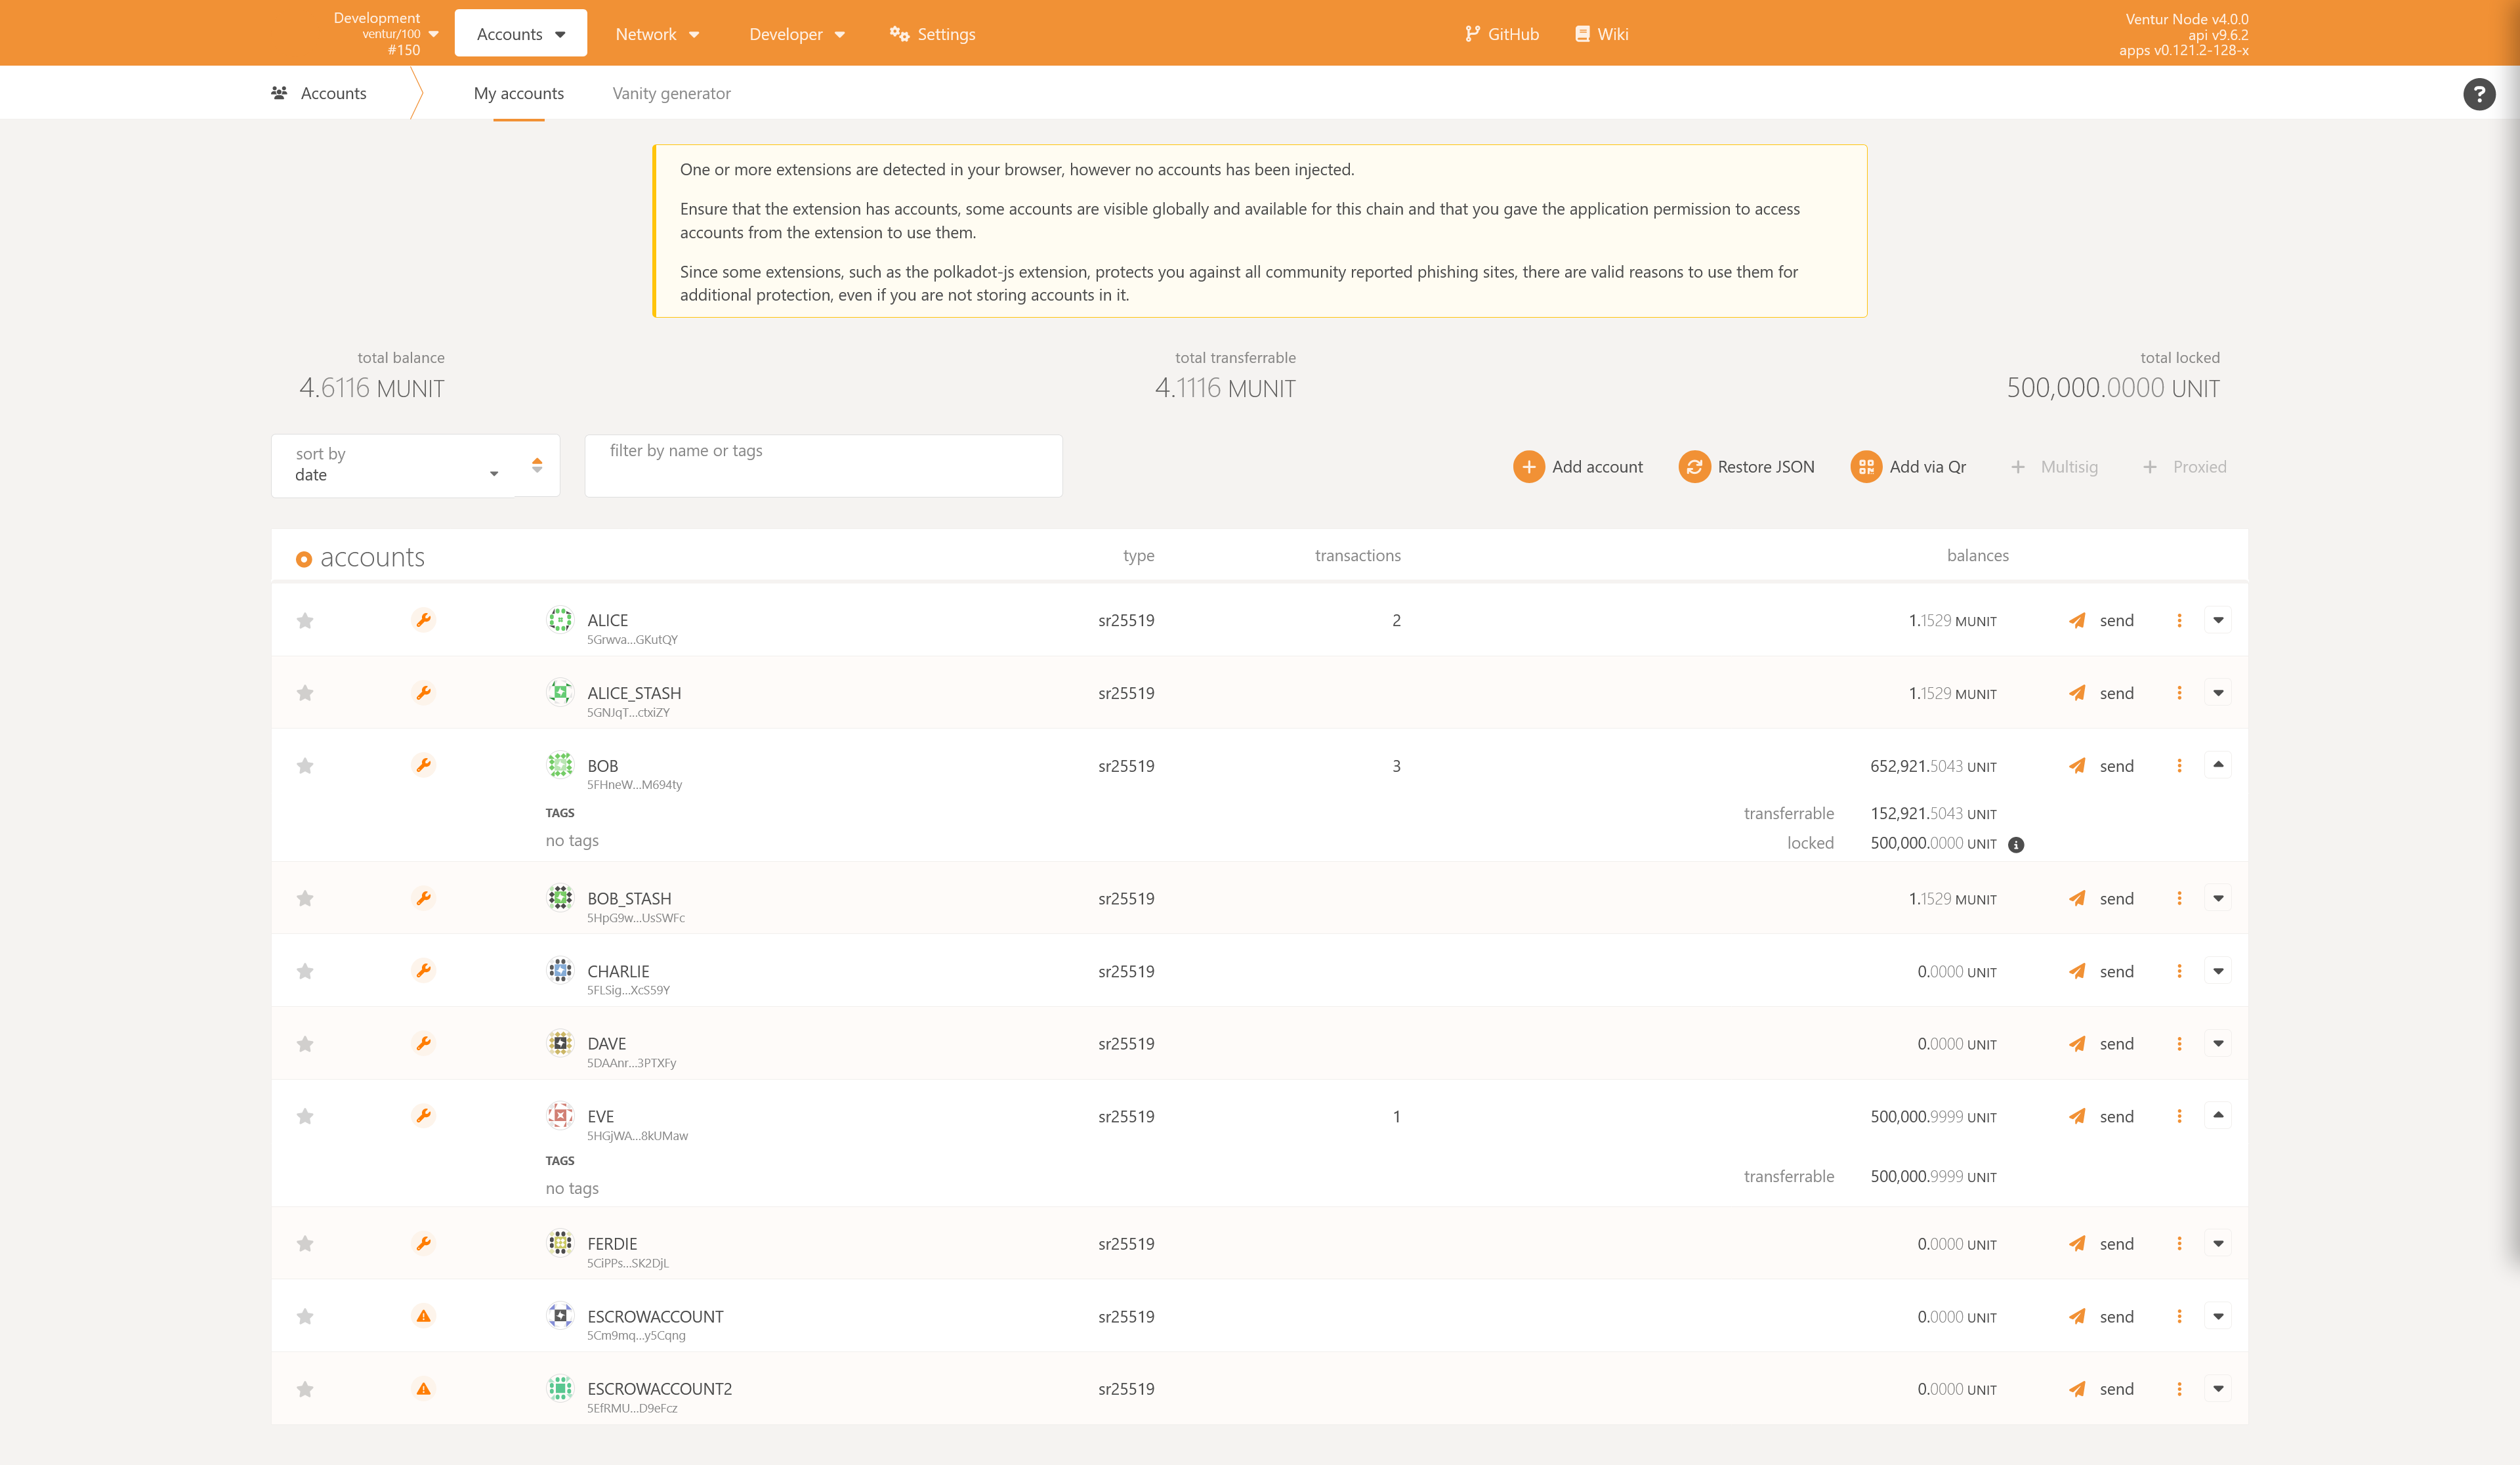 Development
ventur/100
#150
Accounts
Network
Developer
Settings
GitHub
Wiki
Ventur Node v4.0.0
api v9.6.2
apps v0.121.2-128-x
Accounts
My accounts
Vanity generator
?
One or more extensions are detected in your browser, however no accounts has been injected.
Ensure that the extension has accounts, some accounts are visible globally and available for this chain and that you gave the application permission to access
accounts from the extension to use them.
Since some extensions, such as the polkadot-js extension, protects you against all community reported phishing sites, there are valid reasons to use them for
additional protection, even if you are not storing accounts in it.
total balance
4.6116 MUNIT
total transferrable
4.1116 MUNIT
total locked
500,000.0000 UNIT
sort by
date
filter by name or tags
Add account
Restore JSON
Add via Qr
+ Multisig
+ Proxied
accounts type transactions balances
ALICE sr25519 2 1.1529 MUNIT send
5Grwva...GKutQY
ALICE_STASH sr25519 1.1529 MUNIT send
5GNJqT...ctxiZY
BOB sr25519 3 652,921.5043 UNIT send
5FHneW...M694ty
TAGS transferrable 152,921.5043 UNIT
no tags locked 500,000.0000 UNIT
BOB_STASH sr25519 1.1529 MUNIT send
5HpG9w...UsSWFc
CHARLIE sr25519 0.0000 UNIT send
5FLSig...XcS59Y
DAVE sr25519 0.0000 UNIT send
5DAAnr...3PTXFy
EVE sr25519 1 500,000.9999 UNIT send
5HGjWA...8kUMaw
TAGS
transferrable 500,000.9999 UNIT
no tags
FERDIE sr25519 0.0000 UNIT send
5CiPPs...SK2DjL
ESCROWACCOUNT sr25519 0.0000 UNIT send
5Cm9mq...y5Cqng
ESCROWACCOUNT2 sr25519 0.0000 UNIT send
5EfRMU...D9eFcz